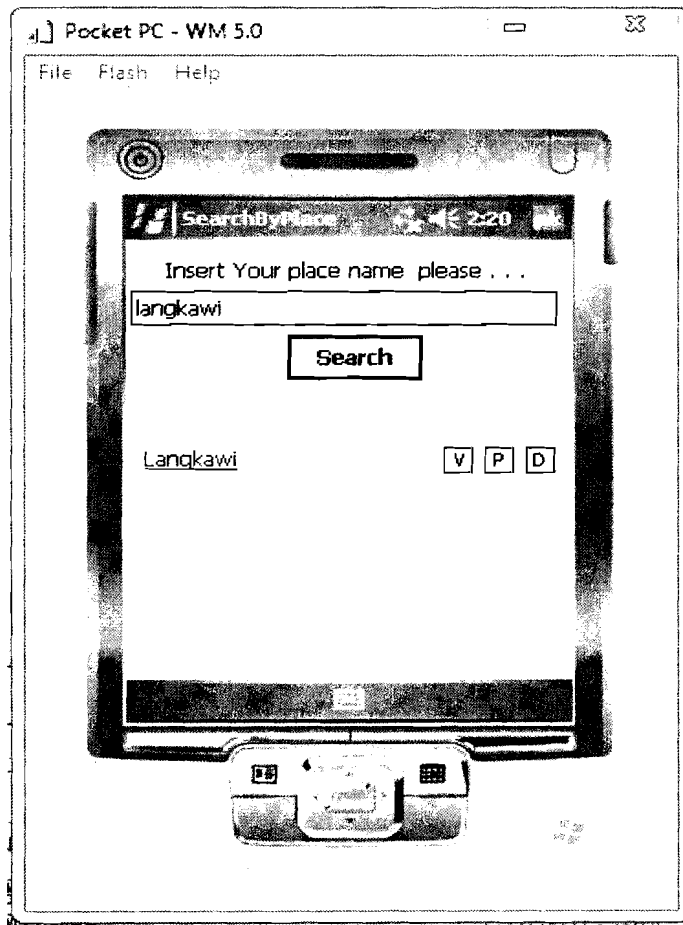 Pocket PC - WM 5.0
File Flash Help
SearchByPlace 2:20 ok
Insert Your place name please . . .
langkawi
Search
Langkawi V P D